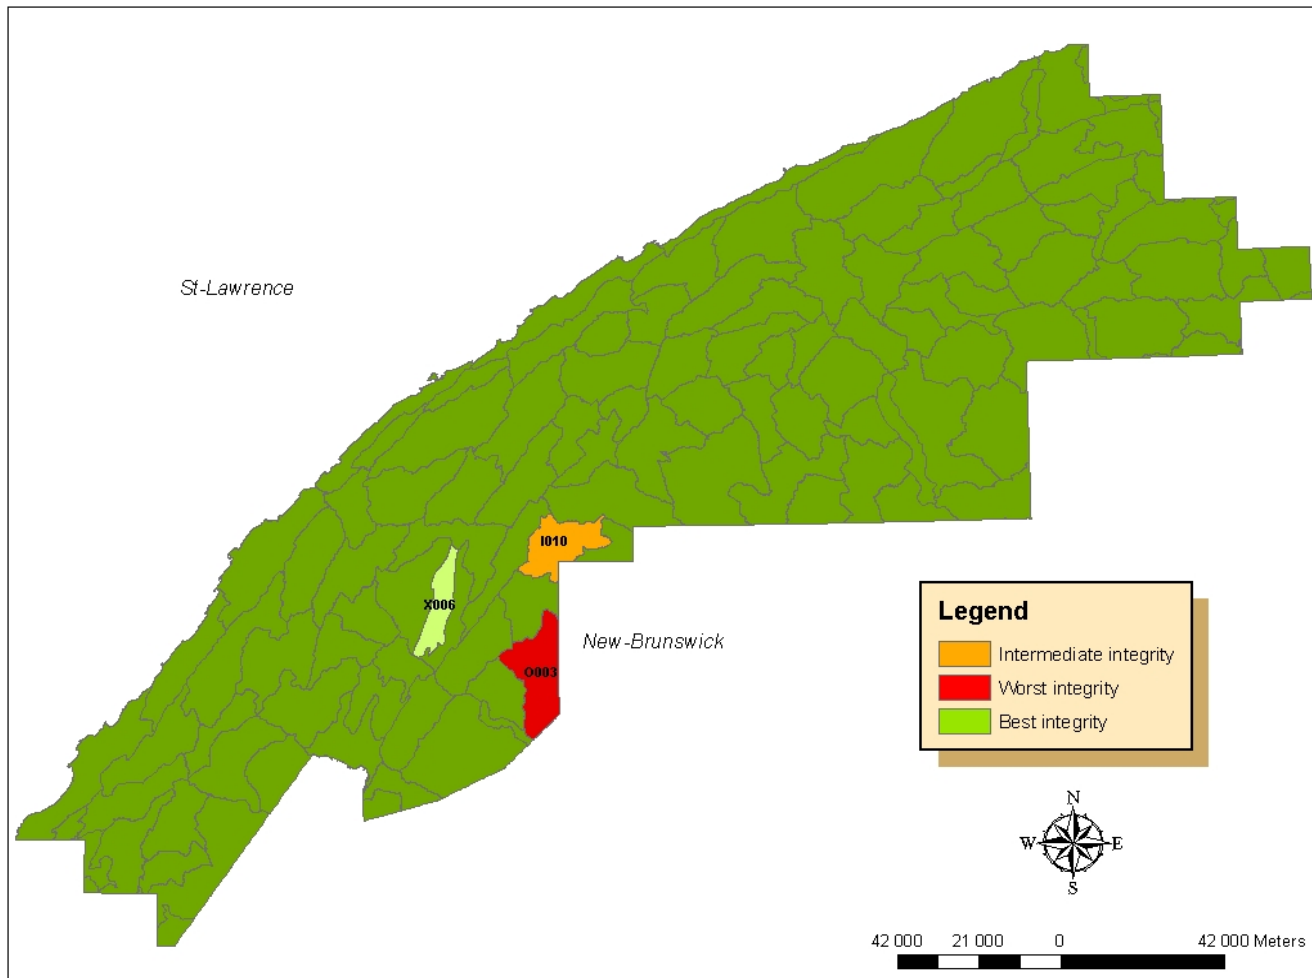 St-Lawrence
I010
X006
New-Brunswick
O003
Legend
Intermediate integrity
Worst integrity
Best integrity
N
W E
S
42 000 21 000 0 42 000 Meters